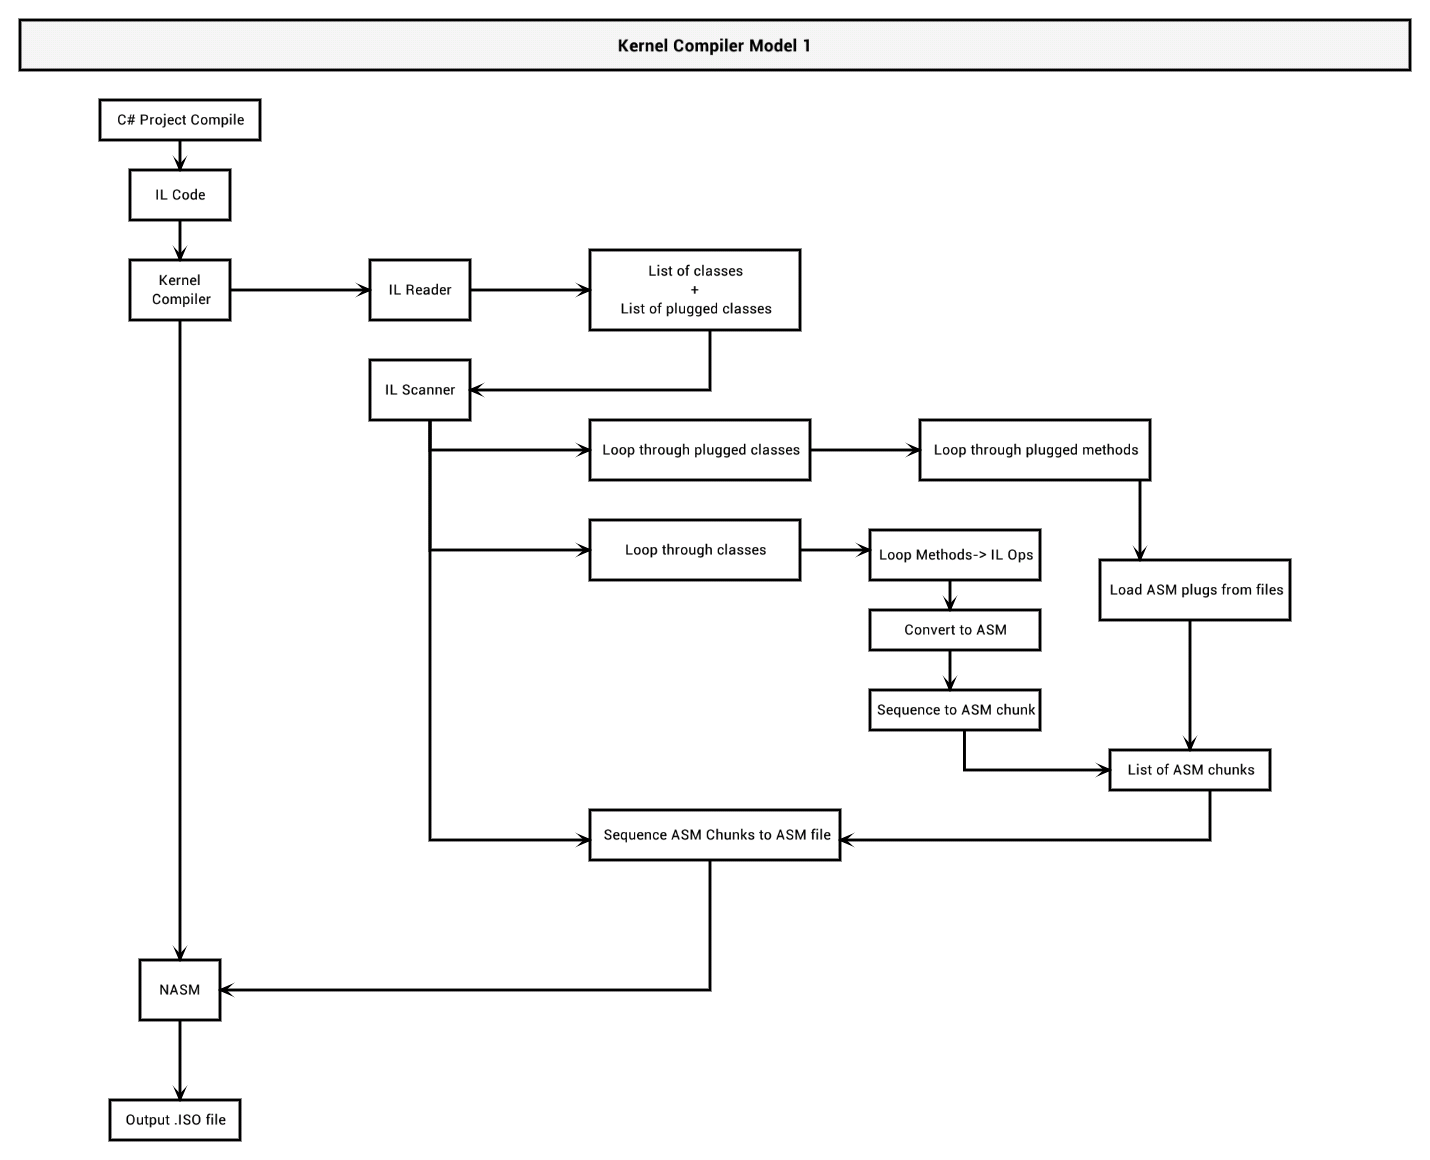 Kernel Compiler Model 1
C# Project Compile
IL Code
Kernel
Compiler
IL Reader
List of classes
+
List of plugged classes
IL Scanner
Loop through plugged classes
Loop through plugged methods
Loop through classes
Loop Methods-> IL Ops
Load ASM plugs from files
Convert to ASM
Sequence to ASM chunk
List of ASM chunks
Sequence ASM Chunks to ASM file
NASM
Output .ISO file